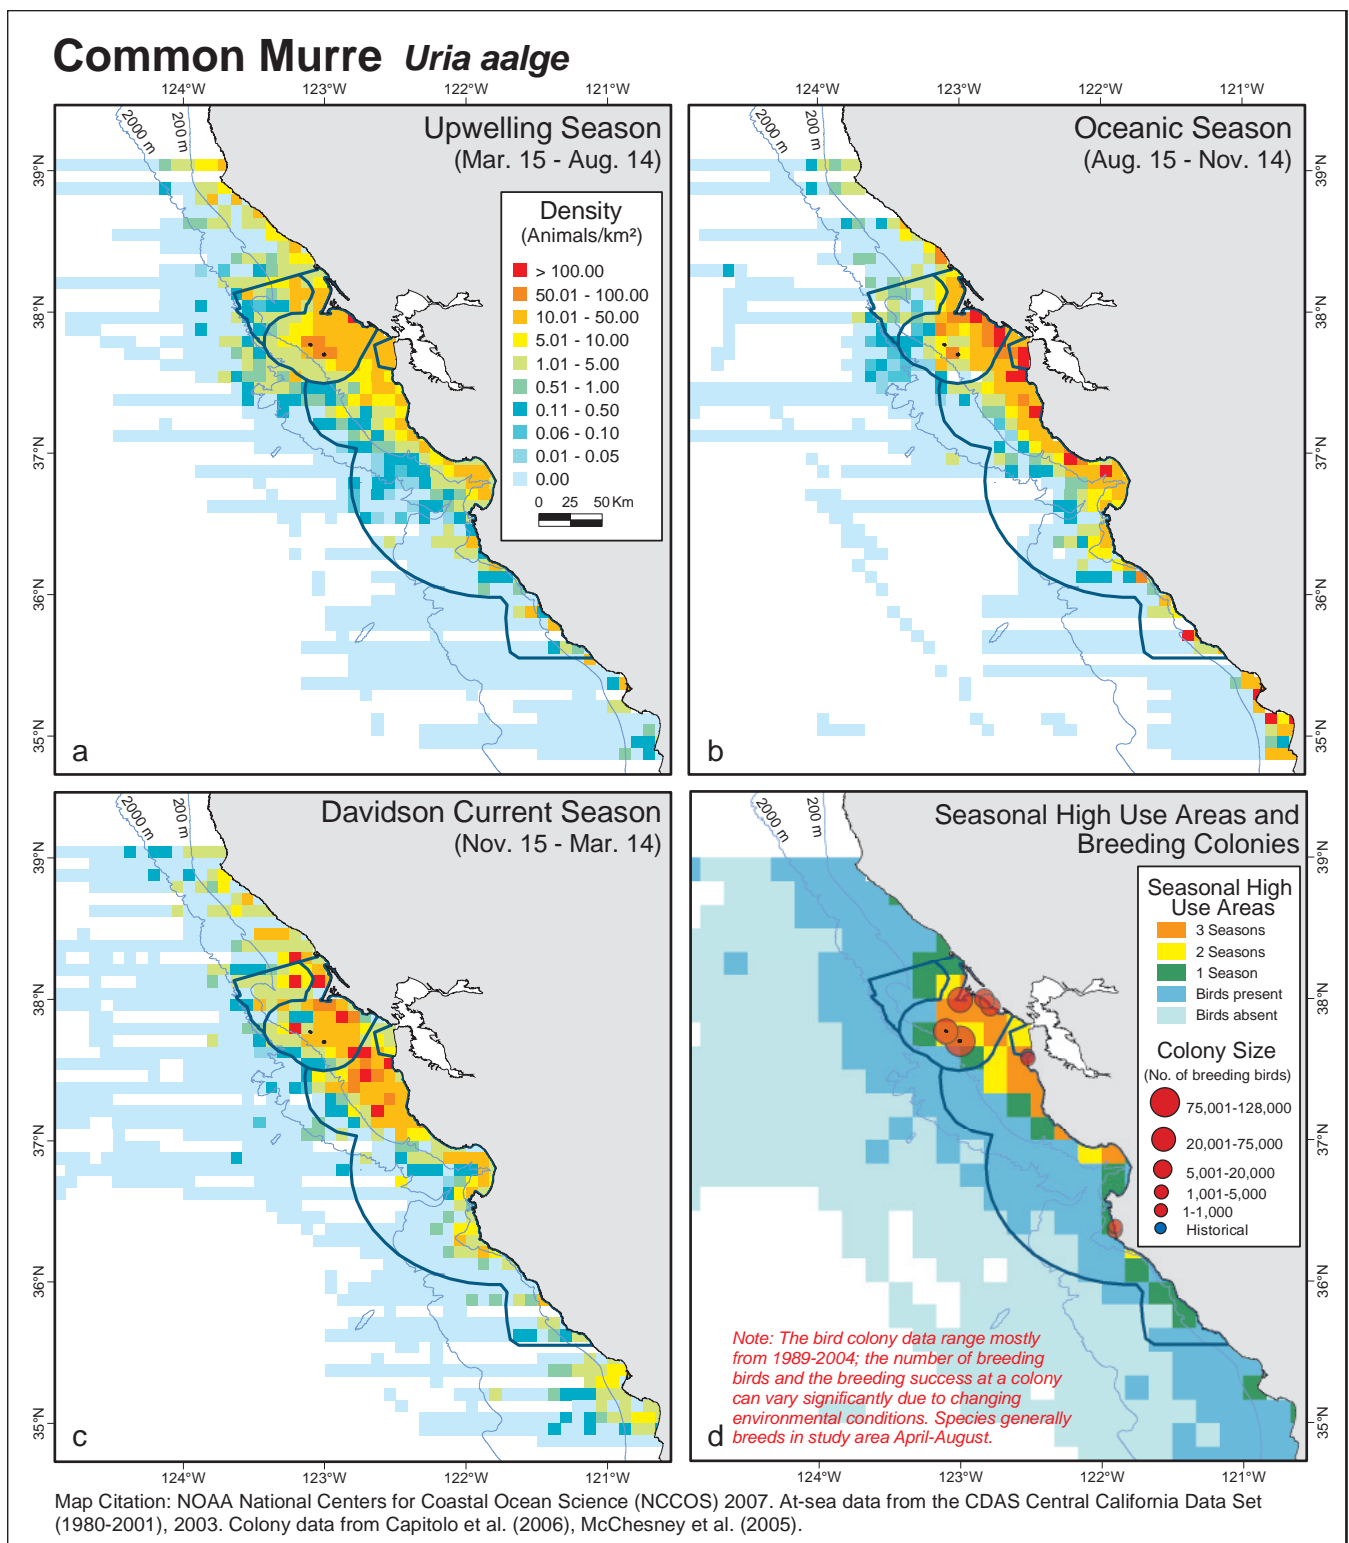 Common Murre Uria aalge
124°W 123°W 122°W 121°W
124°W 123°W 122°W 121°W
2000 m
200 m
Upwelling Season
(Mar. 15 - Aug. 14)
Density
(Animals/km²)
> 100.00
50.01 - 100.00
10.01 - 50.00
5.01 - 10.00
1.01 - 5.00
0.51 - 1.00
0.11 - 0.50
0.06 - 0.10
0.01 - 0.05
0.00
0 25 50 Km
39°N
38°N
37°N
36°N
35°N
a
2000 m
200 m
Oceanic Season
(Aug. 15 - Nov. 14)
39°N
38°N
37°N
36°N
35°N
b
2000 m
200 m
Davidson Current Season
(Nov. 15 - Mar. 14)
39°N
38°N
37°N
36°N
35°N
c
2000 m
200 m
Seasonal High Use Areas and
Breeding Colonies
Seasonal High
Use Areas
3 Seasons
2 Seasons
1 Season
Birds present
Birds absent
Colony Size
(No. of breeding birds)
75,001-128,000
20,001-75,000
5,001-20,000
1,001-5,000
1-1,000
Historical
39°N
38°N
37°N
36°N
35°N
Note: The bird colony data range mostly
from 1989-2004; the number of breeding
birds and the breeding success at a colony
can vary significantly due to changing
environmental conditions. Species generally
breeds in study area April-August.
d
124°W 123°W 122°W 121°W
124°W 123°W 122°W 121°W
Map Citation: NOAA National Centers for Coastal Ocean Science (NCCOS) 2007. At-sea data from the CDAS Central California Data Set
(1980-2001), 2003. Colony data from Capitolo et al. (2006), McChesney et al. (2005).